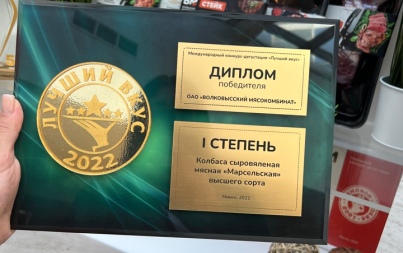 СТЕЙК
Международный конкурс-дегустация «Лучший вкус»
ДИПЛОМ
победителя
ОАО «ВОЛКОВЫССКИЙ МЯСОКОМБИНАТ»
ЛУЧШИЙ ВКУС
2022
I СТЕПЕНЬ
Колбаса сыровяленая
мясная «Марсельская»
высшего сорта
Минск, 2022